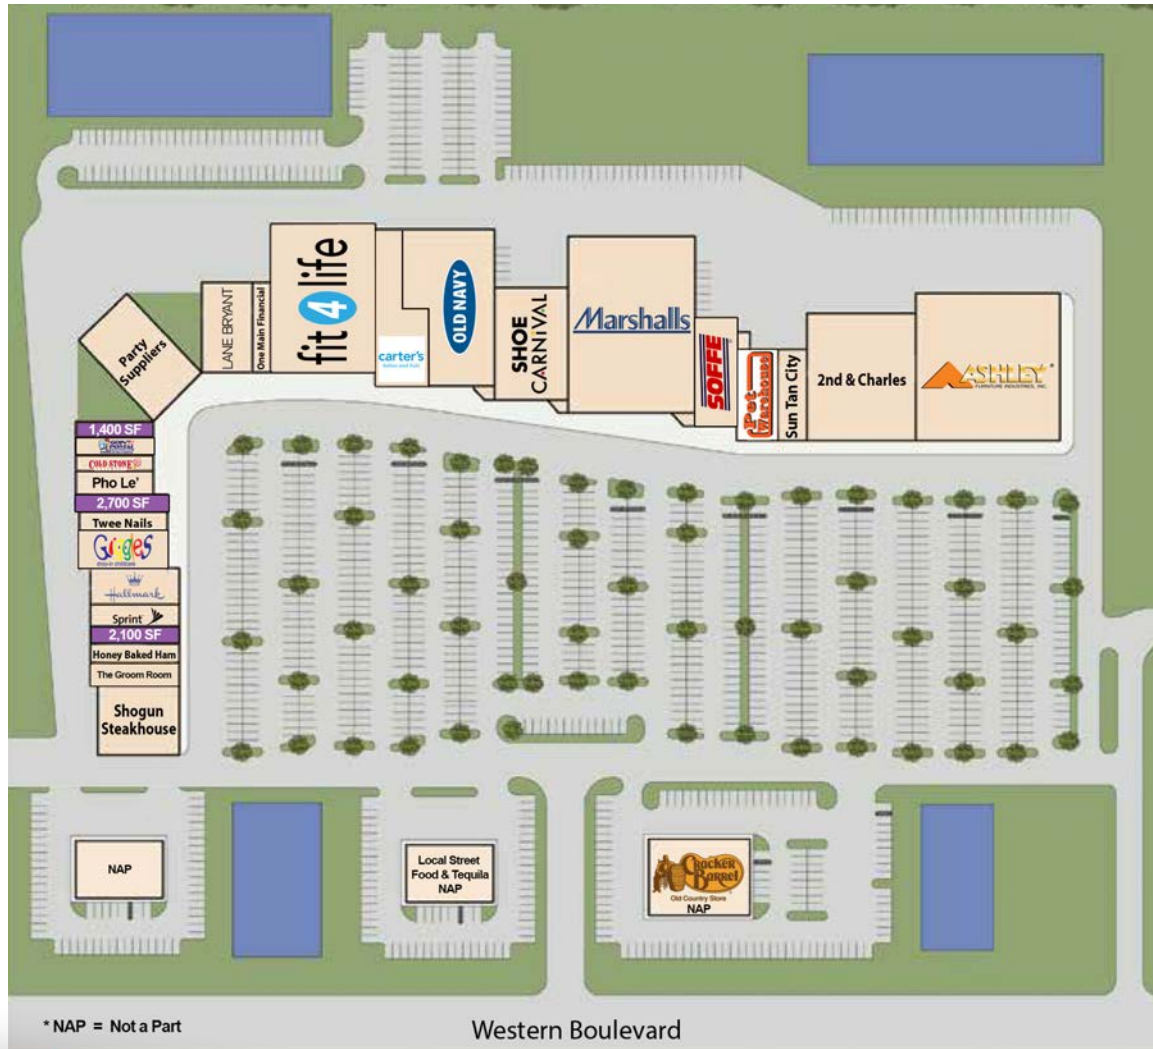 LANE BRYANT
One Main Financial
fit 4 life
carter's
babies and kids
OLD NAVY
SHOE
CARNIVAL
Marshalls
SOFFE
Pet
Warehouse
Sun Tan City
2nd & Charles
ASHLEY
FURNITURE INDUSTRIES, INC.
Party
Suppliers
1,400 SF
COLD STONE
Pho Le'
2,700 SF
Twee Nails
Hallmark
Sprint
2,100 SF
Honey Baked Ham
The Groom Room
Shogun
Steakhouse
NAP
Local Street
Food & Tequila
NAP
Cracker
Barrel
Old Country Store
NAP
* NAP = Not a Part
Western Boulevard